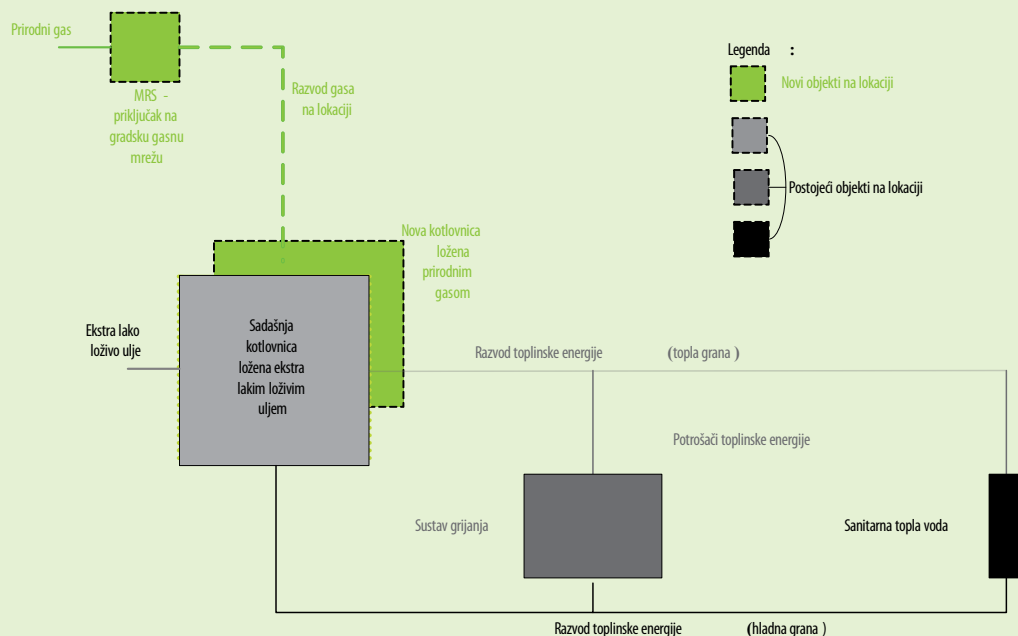 Prirodni gas
MRS -
priključak na
gradsku gasnu
mrežu
Razvod gasa
na lokaciji
Legenda :
Novi objekti na lokaciji
Postojeći objekti na lokaciji
Nova kotlovnica
ložena
prirodnim
gasom
Ekstra lako
loživo ulje
Sadašnja
kotlovnica
ložena ekstra
lakim loživim
uljem
Razvod toplinske energije (topla grana )
Potrošači toplinske energije
Sustav grijanja
Sanitarna topla voda
Razvod toplinske energije (hladna grana )